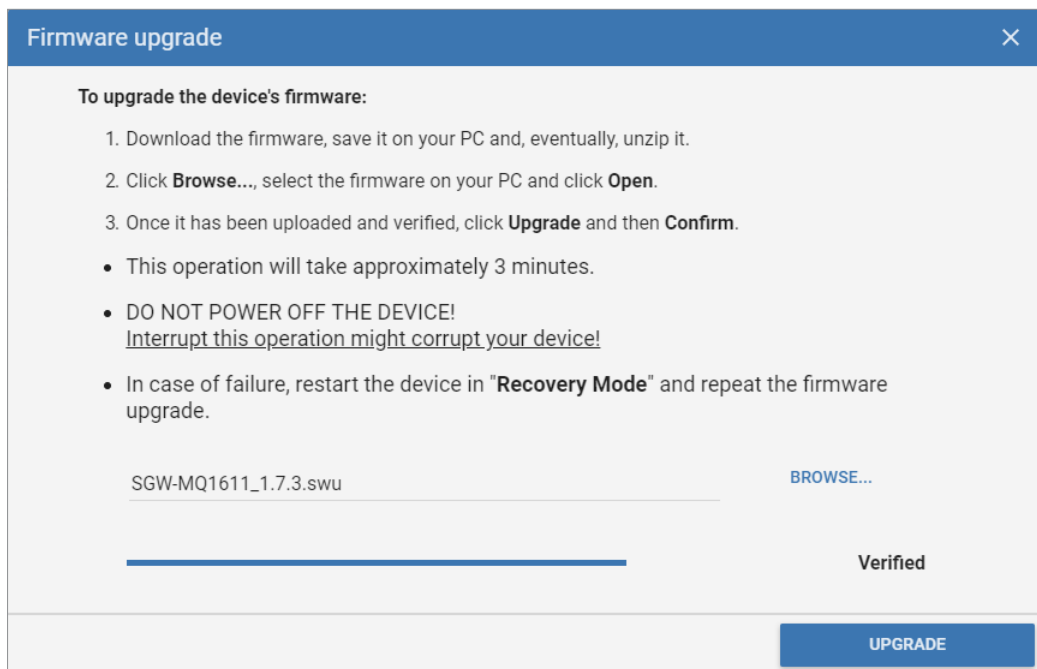 Firmware upgrade
To upgrade the device's firmware:
1. Download the firmware, save it on your PC and, eventually, unzip it.
2. Click Browse..., select the firmware on your PC and click Open.
3. Once it has been uploaded and verified, click Upgrade and then Confirm.
• This operation will take approximately 3 minutes.
• DO NOT POWER OFF THE DEVICE!
Interrupt this operation might corrupt your device!
• In case of failure, restart the device in "Recovery Mode" and repeat the firmware
upgrade.
SGW-MQ1611_1.7.3.swu
BROWSE...
Verified
UPGRADE